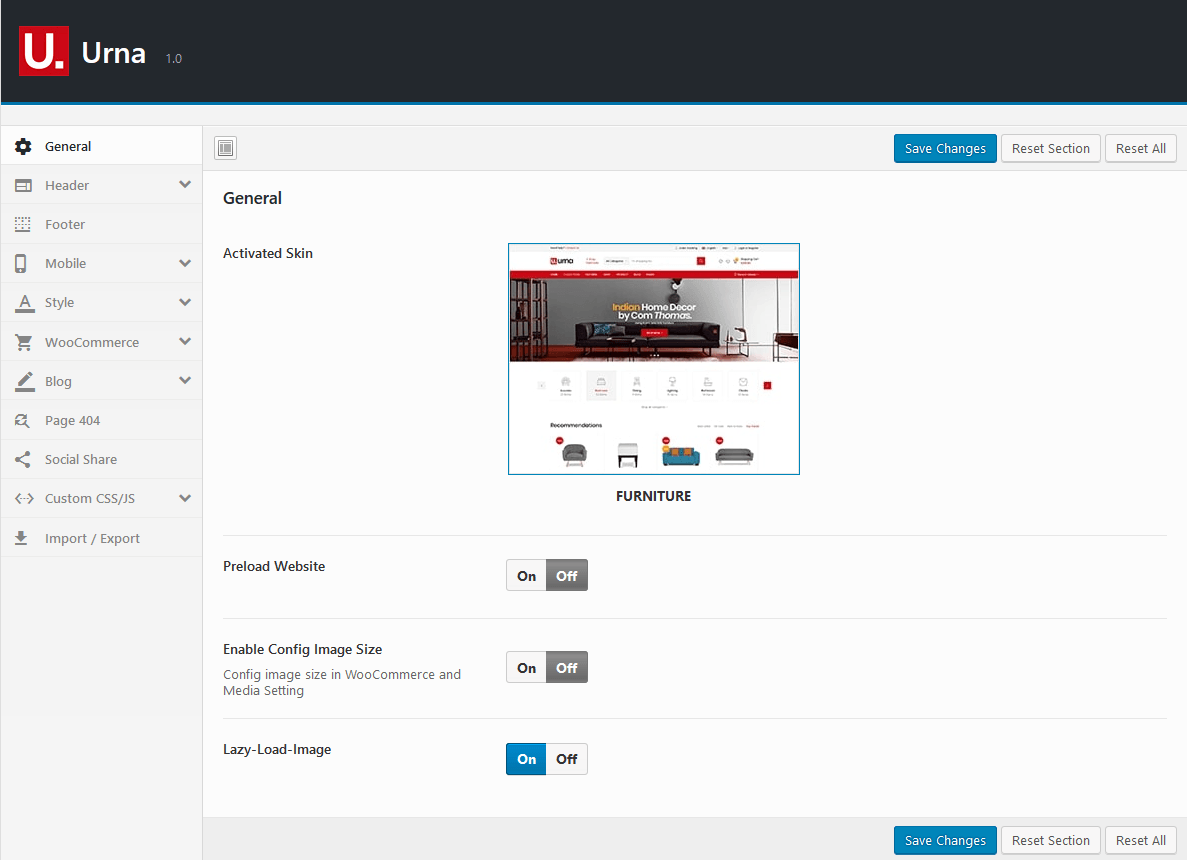 U. Urna 1.0
General
Save Changes Reset Section Reset All
Header
Footer
Mobile
Style
WooCommerce
Blog
Page 404
Social Share
Custom CSS/JS
Import / Export
General
Activated Skin
urna
Indian Home Decor
by Com Thomas.
Recommendations
FURNITURE
Preload Website
On Off
Enable Config Image Size
Config image size in WooCommerce and
Media Setting
On Off
Lazy-Load-Image
On Off
Save Changes Reset Section Reset All